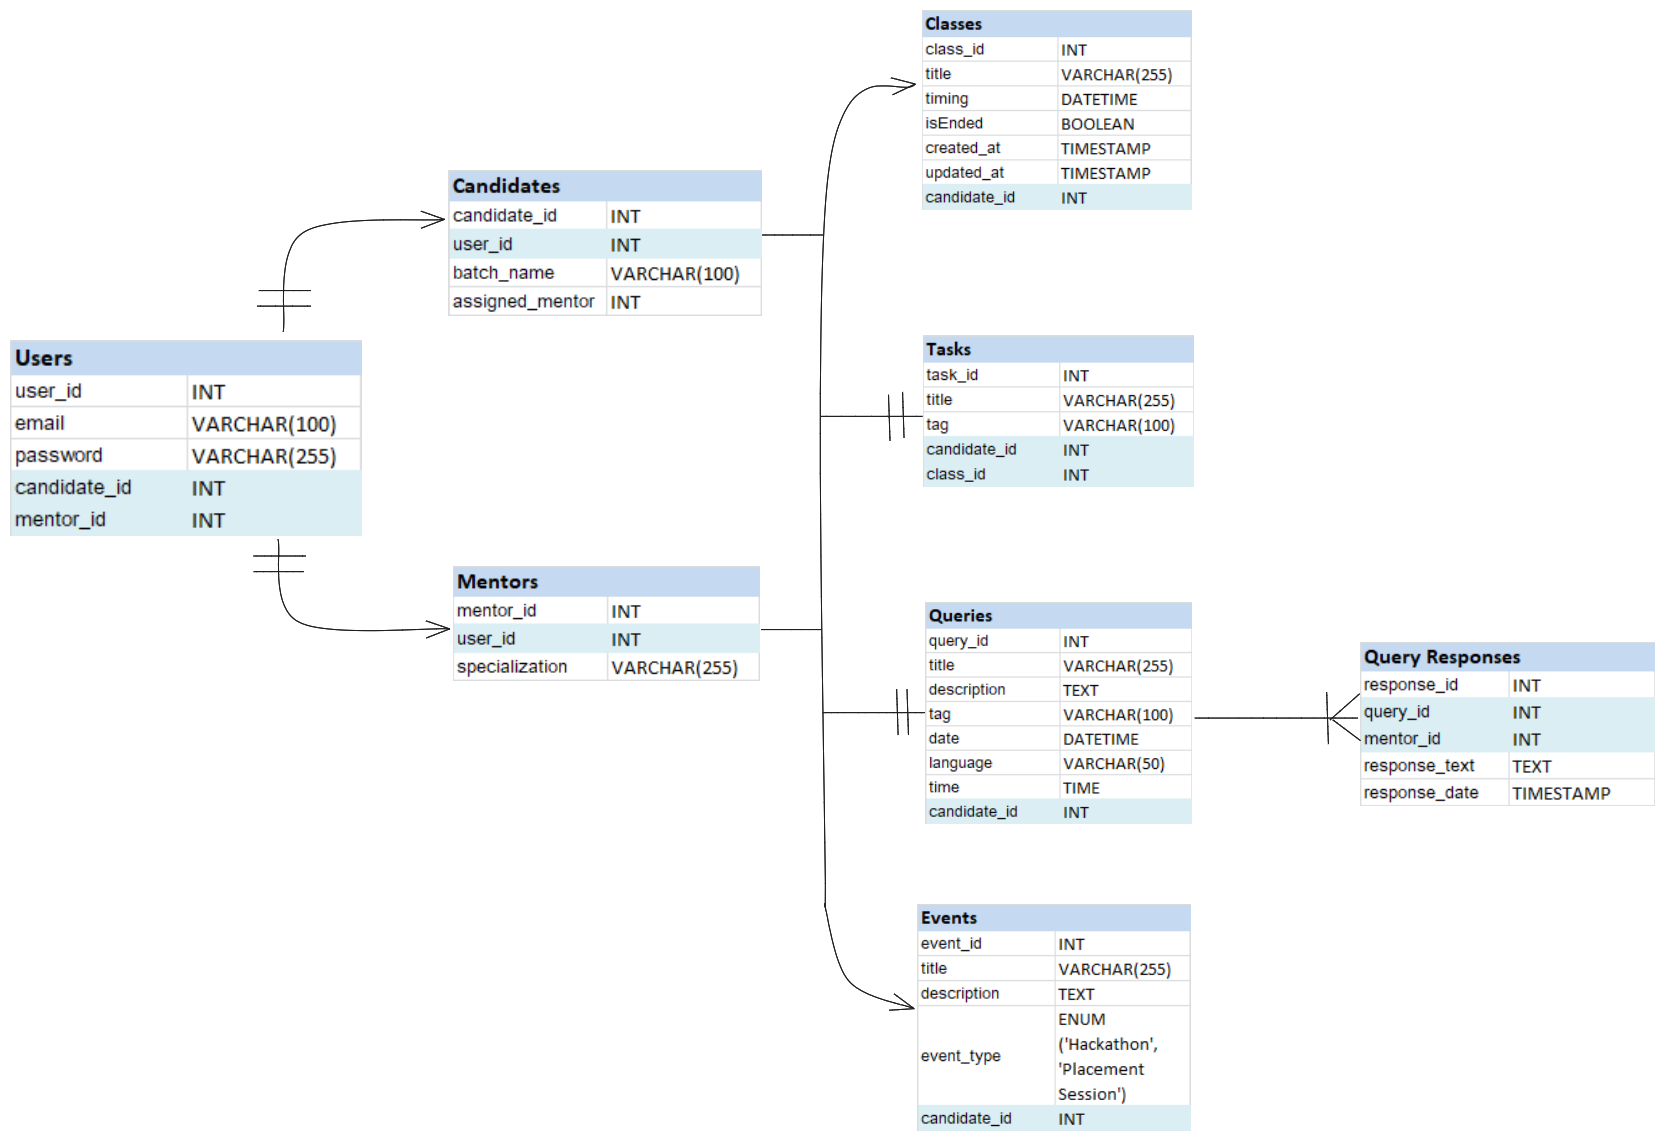 Classes
class_id INT
title VARCHAR(255)
timing DATETIME
isEnded BOOLEAN
created_at TIMESTAMP
updated_at TIMESTAMP
candidate_id INT
Candidates
candidate_id INT
user_id INT
batch_name VARCHAR(100)
assigned_mentor INT
Users
user_id INT
email VARCHAR(100)
password VARCHAR(255)
candidate_id INT
mentor_id INT
Tasks
task_id INT
title VARCHAR(255)
tag VARCHAR(100)
candidate_id INT
class_id INT
Mentors
mentor_id INT
user_id INT
specialization VARCHAR(255)
Queries
query_id INT
title VARCHAR(255)
description TEXT
tag VARCHAR(100)
date DATETIME
language VARCHAR(50)
time TIME
candidate_id INT
Query Responses
response_id INT
query_id INT
mentor_id INT
response_text TEXT
response_date TIMESTAMP
Events
event_id INT
title VARCHAR(255)
description TEXT
event_type ENUM
('Hackathon',
'Placement
Session')
candidate_id INT